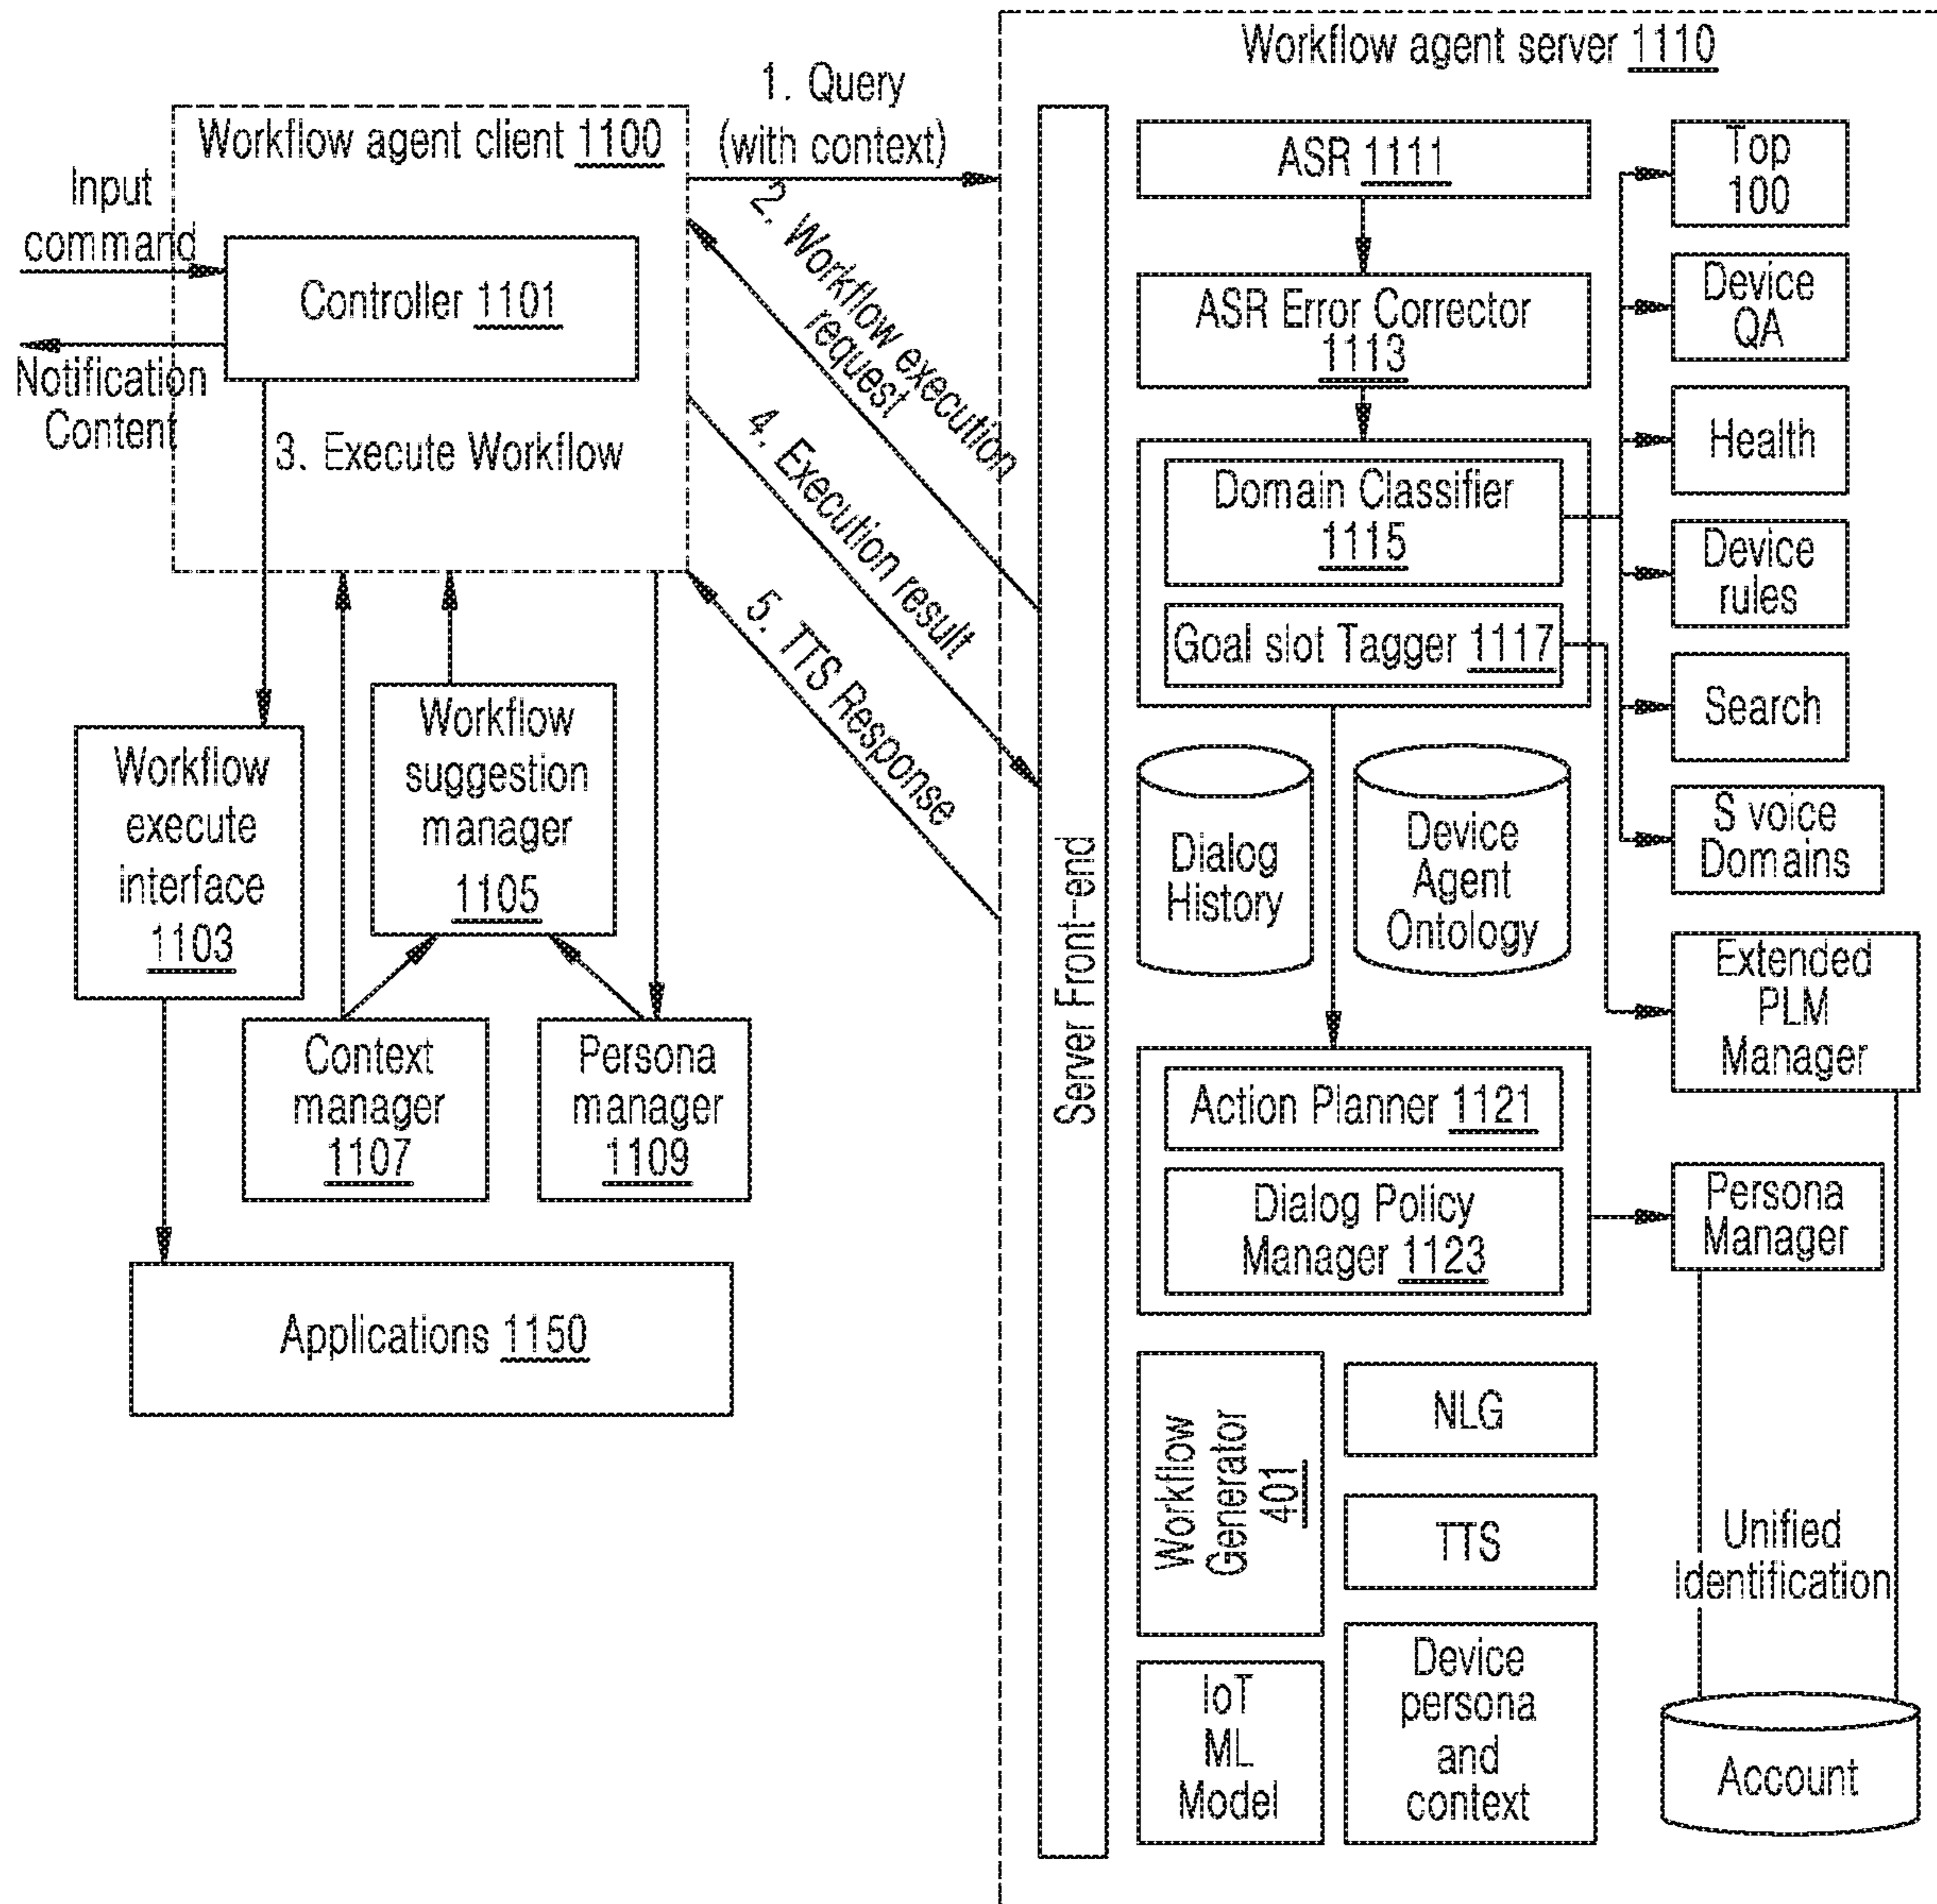 Workflow agent server 1110
1. Query
(with context)
Workflow agent client 1100
Input
command
Controller 1101
Notification
Content
3. Execute Workflow
2. Workflow execution
request
4. Execution result
5. TTS Response
Workflow
execute
interface
1103
Workflow
suggestion
manager
1105
Context
manager
1107
Persona
manager
1109
Applications 1150
Server Front-end
ASR 1111
ASR Error Corrector
1113
Domain Classifier
1115
Goal slot Tagger 1117
Dialog
History
Device
Agent
Ontology
Action Planner 1121
Dialog Policy
Manager 1123
Workflow
Generator
401
NLG
TTS
IoT
ML
Model
Device
persona
and
context
Top
100
Device
QA
Health
Device
rules
Search
S voice
Domains
Extended
PLM
Manager
Persona
Manager
Unified
Identification
Account